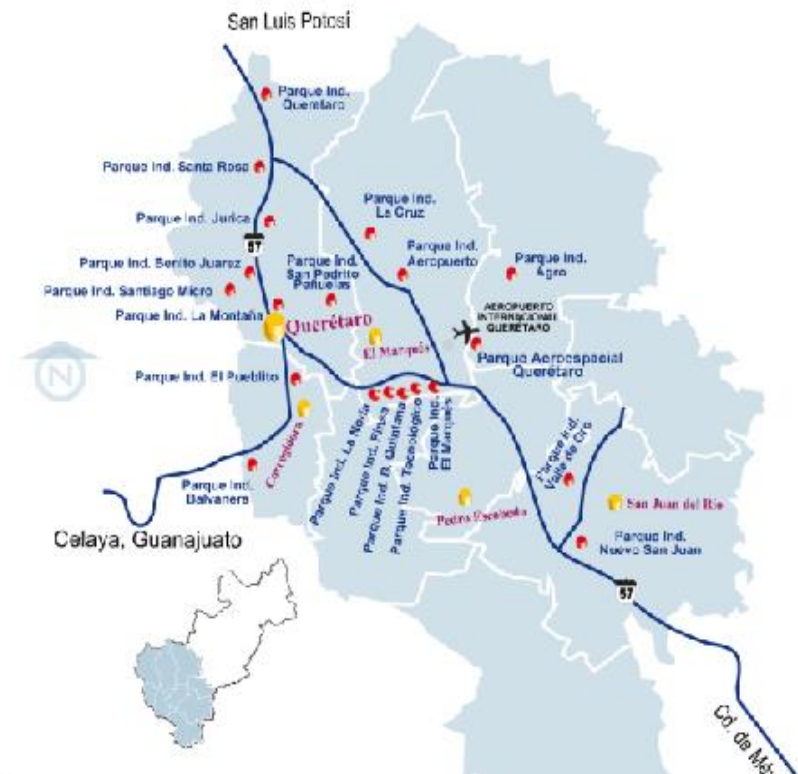 San Luis Potosí
Parque Ind.
Queretaro
Parque Ind. Santa Rosa
Parque Ind.
La Cruz
Parque Ind. Jurica
57
Parque Ind.
Aeropuerto
Parque Ind.
San Pedrito
Peñuelas
Parque Ind.
Agro
Parque Ind. Benito Juarez
Parque Ind. Santiago Micro
Parque Ind. La Montaña
Querétaro
AEROPUERTO
INTERNACIONAL
QUERÉTARO
El Marqués
Parque Aeroespacial
Querétaro
N
Parque Ind. El Pueblito
Corregidora
Parque Ind. La Noria
Parque Ind. Finsa
Parque Ind. B. Quintana
Parque Ind. Tecnológico
Parque Ind.
El Marqués
Parque Ind.
Valle de Oro
Parque Ind.
Balvanera
Pedro Escobedo
San Juan del Río
Celaya, Guanajuato
Parque Ind.
Nuevo San Juan
57
Cd. de Méx